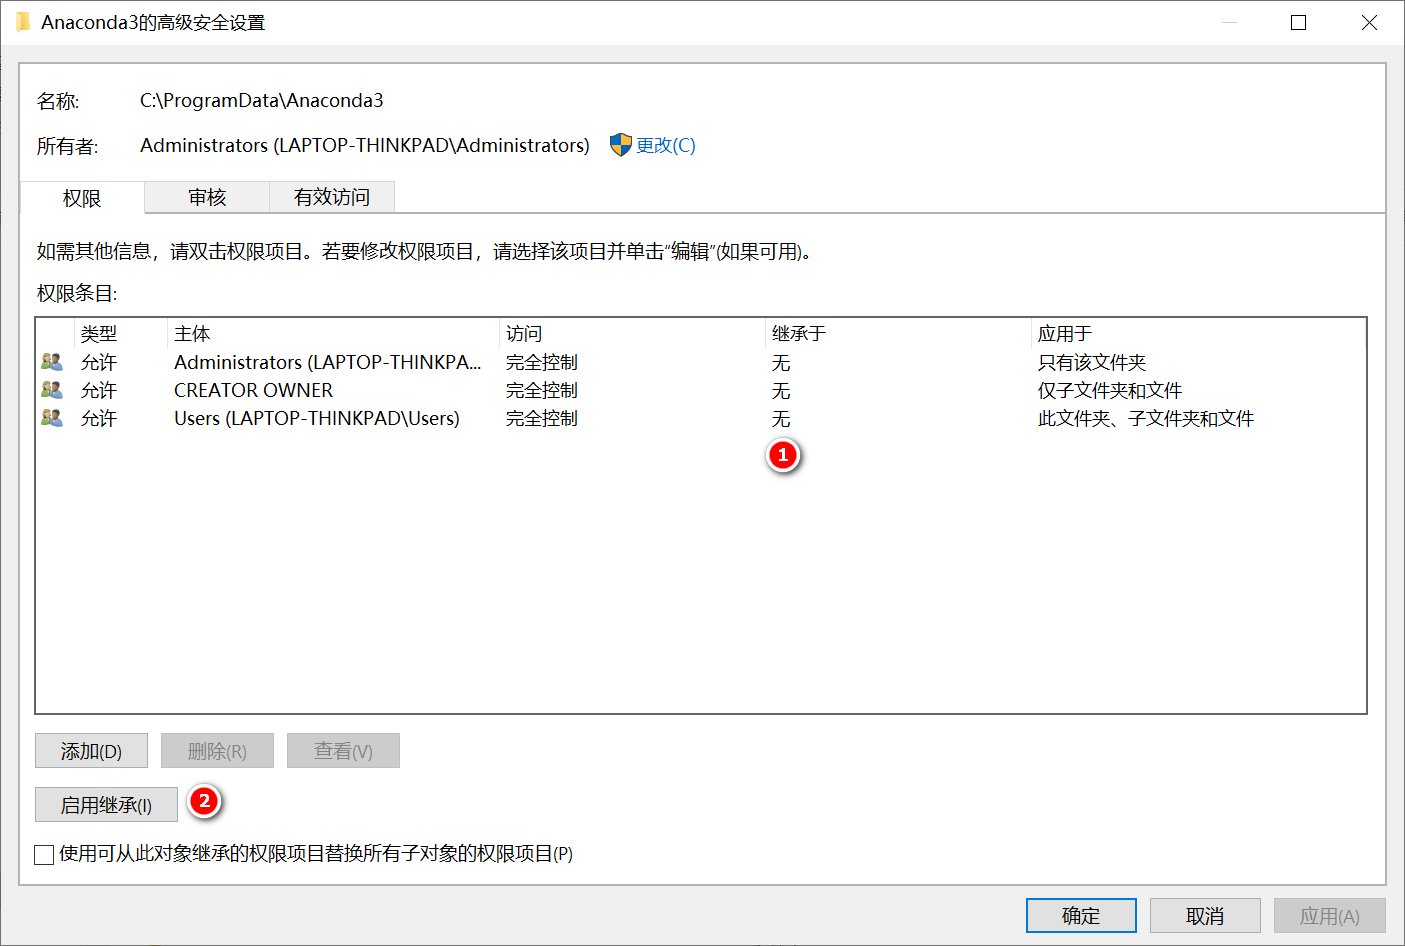 Anaconda3的高级安全设置
名称: C:\ProgramData\Anaconda3
所有者: Administrators (LAPTOP-THINKPAD\Administrators) 更改(C)
权限 审核 有效访问
如需其他信息，请双击权限项目。若要修改权限项目，请选择该项目并单击“编辑”(如果可用)。
权限条目:
类型 主体 访问 继承于 应用于
允许 Administrators (LAPTOP-THINKPA... 完全控制 无 只有该文件夹
允许 CREATOR OWNER 完全控制 无 仅子文件夹和文件
允许 Users (LAPTOP-THINKPAD\Users) 完全控制 无 此文件夹、子文件夹和文件
1
添加(D) 删除(R) 查看(V)
启用继承(I) 2
使用可从此对象继承的权限项目替换所有子对象的权限项目(P)
确定 取消 应用(A)